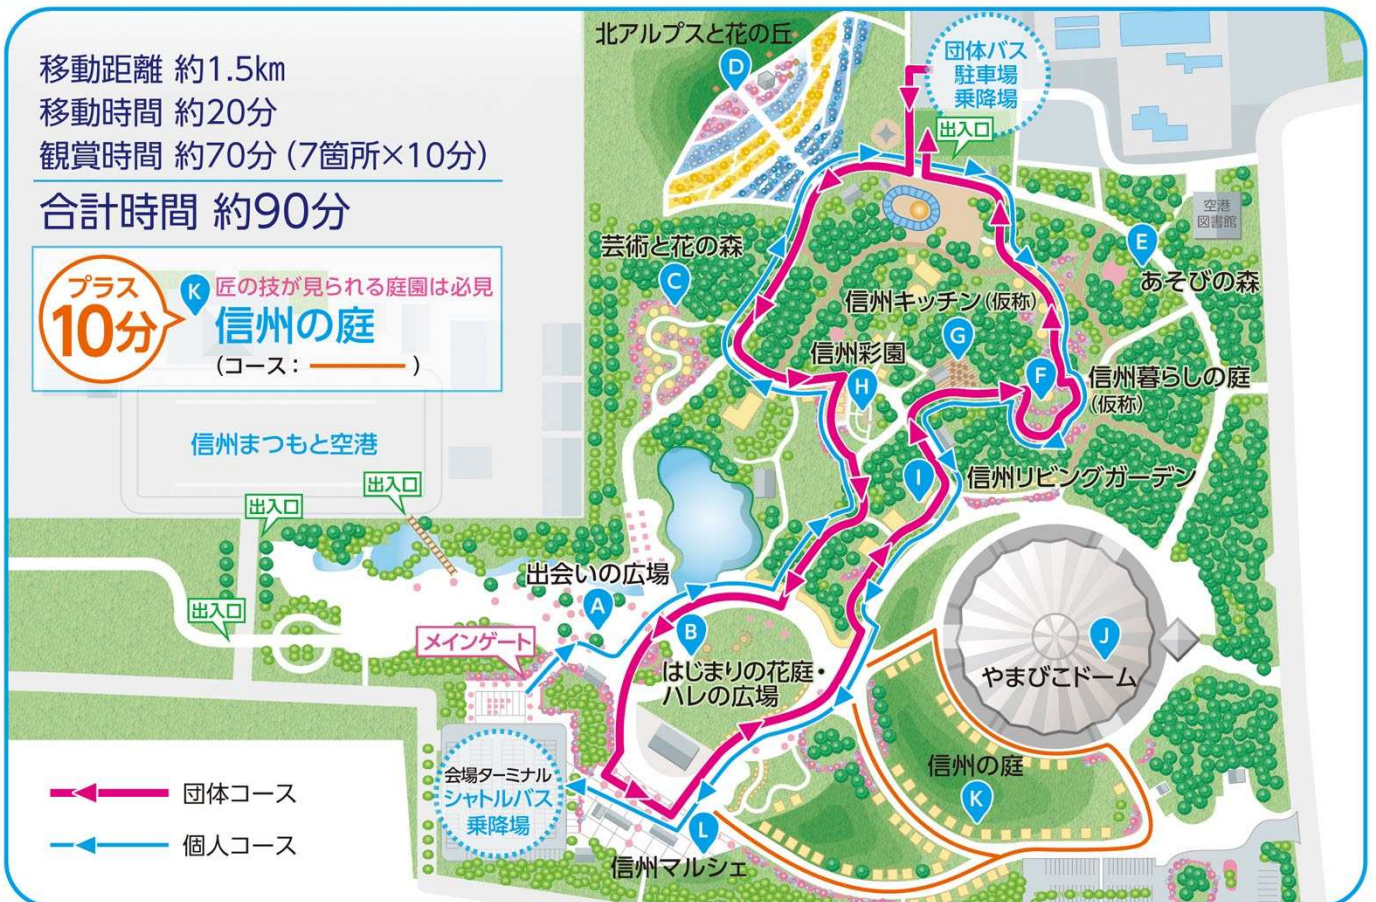 移動距離 約1.5km
移動時間 約20分
観賞時間 約70分（7箇所×10分）
合計時間 約90分
プラス
10分
K
匠の技が見られる庭園は必見
信州の庭
（コース： ）
信州まつもと空港
北アルプスと花の丘
D
団体バス
駐車場
乗降場
出入口
空港
図書館
芸術と花の森
C
E
あそびの森
信州キッチン（仮称）
G
信州彩園
H
F
信州暮らしの庭
（仮称）
I
信州リビングガーデン
出入口
出入口
出入口
出会いの広場
A
メインゲート
B
はじまりの花庭・
ハレの広場
J
やまびこドーム
信州の庭
K
会場ターミナル
シャトルバス
乗降場
L
信州マルシェ
団体コース
個人コース